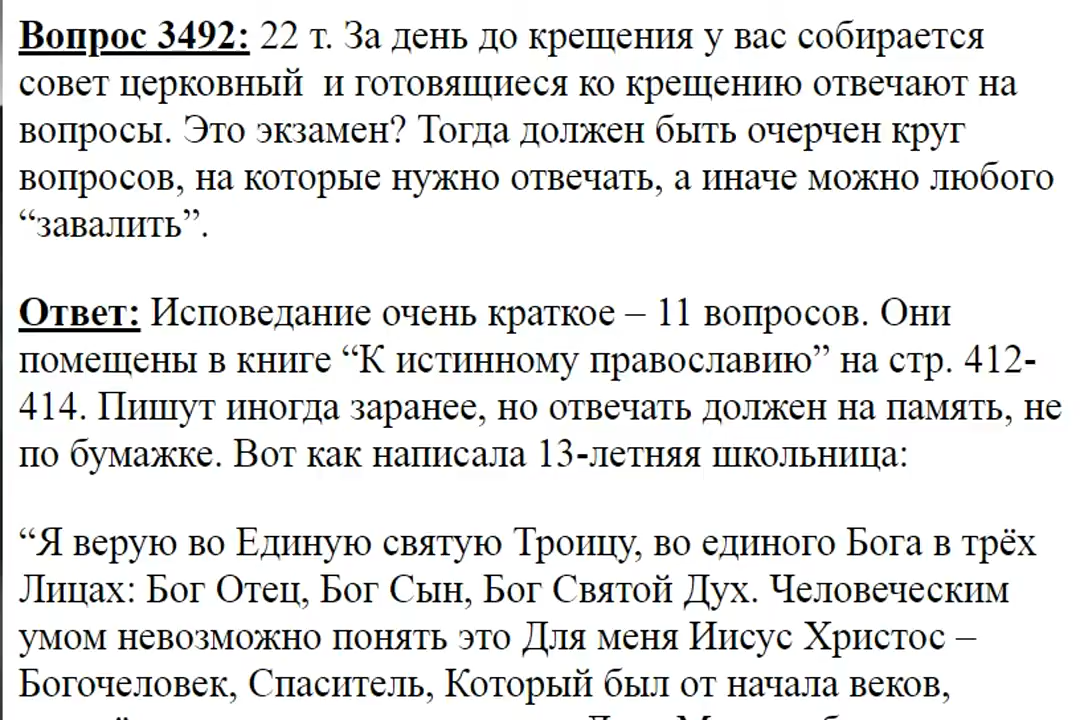 Вопрос 3492: 22 т. За день до крещения у вас собирается
совет церковный  и готовящиеся ко крещению отвечают на
вопросы. Это экзамен? Тогда должен быть очерчен круг
вопросов, на которые нужно отвечать, а иначе можно любого
“завалить”.
Ответ: Исповедание очень краткое – 11 вопросов. Они
помещены в книге “К истинному православию” на стр. 412-
414. Пишут иногда заранее, но отвечать должен на память, не
по бумажке. Вот как написала 13-летняя школьница:
“Я верую во Единую святую Троицу, во единого Бога в трёх
Лицах: Бог Отец, Бог Сын, Бог Святой Дух. Человеческим
умом невозможно понять это Для меня Иисус Христос –
Богочеловек, Спаситель, Который был от начала веков,